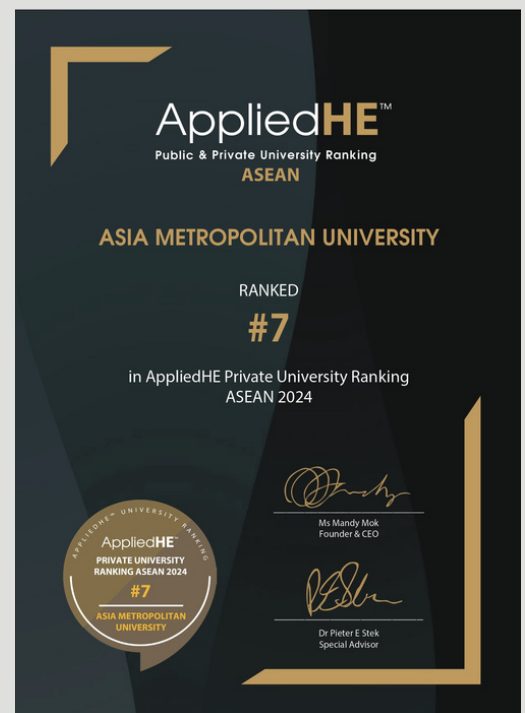 AppliedHE™
Public & Private University Ranking
ASEAN
ASIA METROPOLITAN UNIVERSITY
RANKED
#7
in AppliedHE Private University Ranking
ASEAN 2024
Ms Mandy Mok
Founder & CEO
Dr Pieter E Stek
Special Advisor
APPLIEDHE™ UNIVERSITY RANKING
AppliedHE™
PRIVATE UNIVERSITY
RANKING ASEAN 2024
#7
ASIA METROPOLITAN
UNIVERSITY